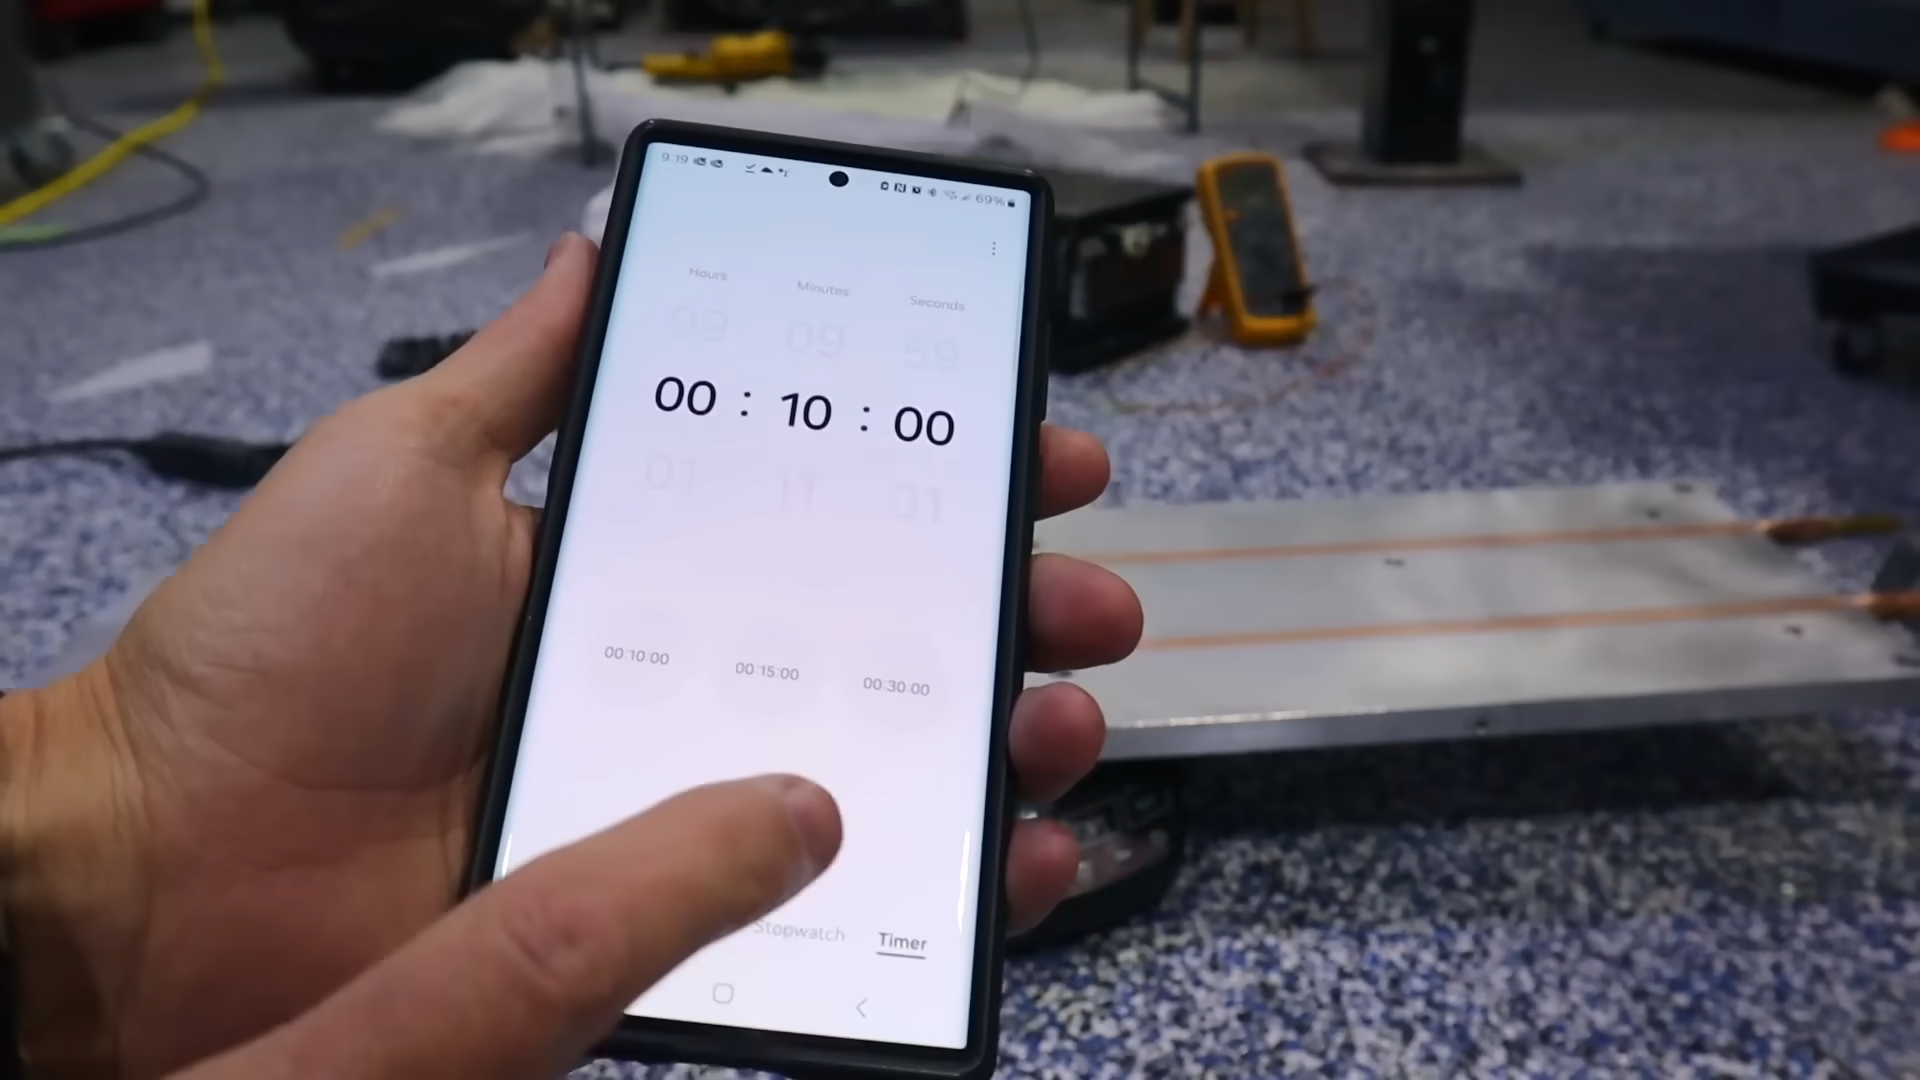 9:19 69%
Hours Minutes Seconds
99 09 59
00 : 10 : 00
01 11 01
00:10:00 00:15:00 00:30:00
Stopwatch Timer